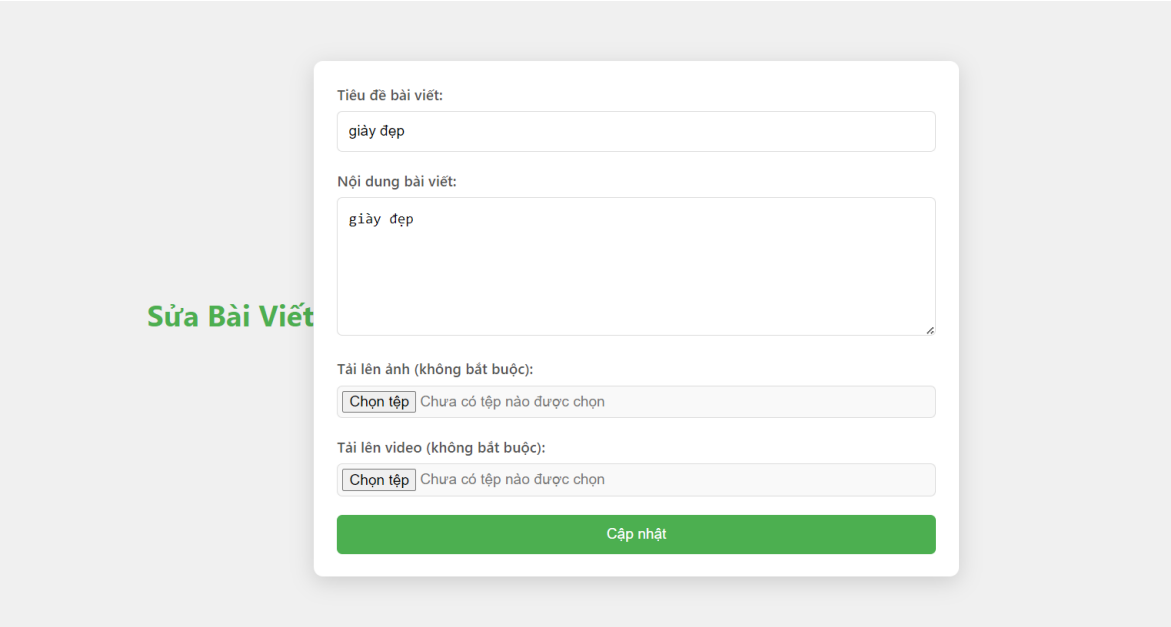 Sửa Bài Viết
Tiêu đề bài viết:
giày đẹp
Nội dung bài viết:
giày đẹp
Tải lên ảnh (không bắt buộc):
Chọn tệp Chưa có tệp nào được chọn
Tải lên video (không bắt buộc):
Chọn tệp Chưa có tệp nào được chọn
Cập nhật